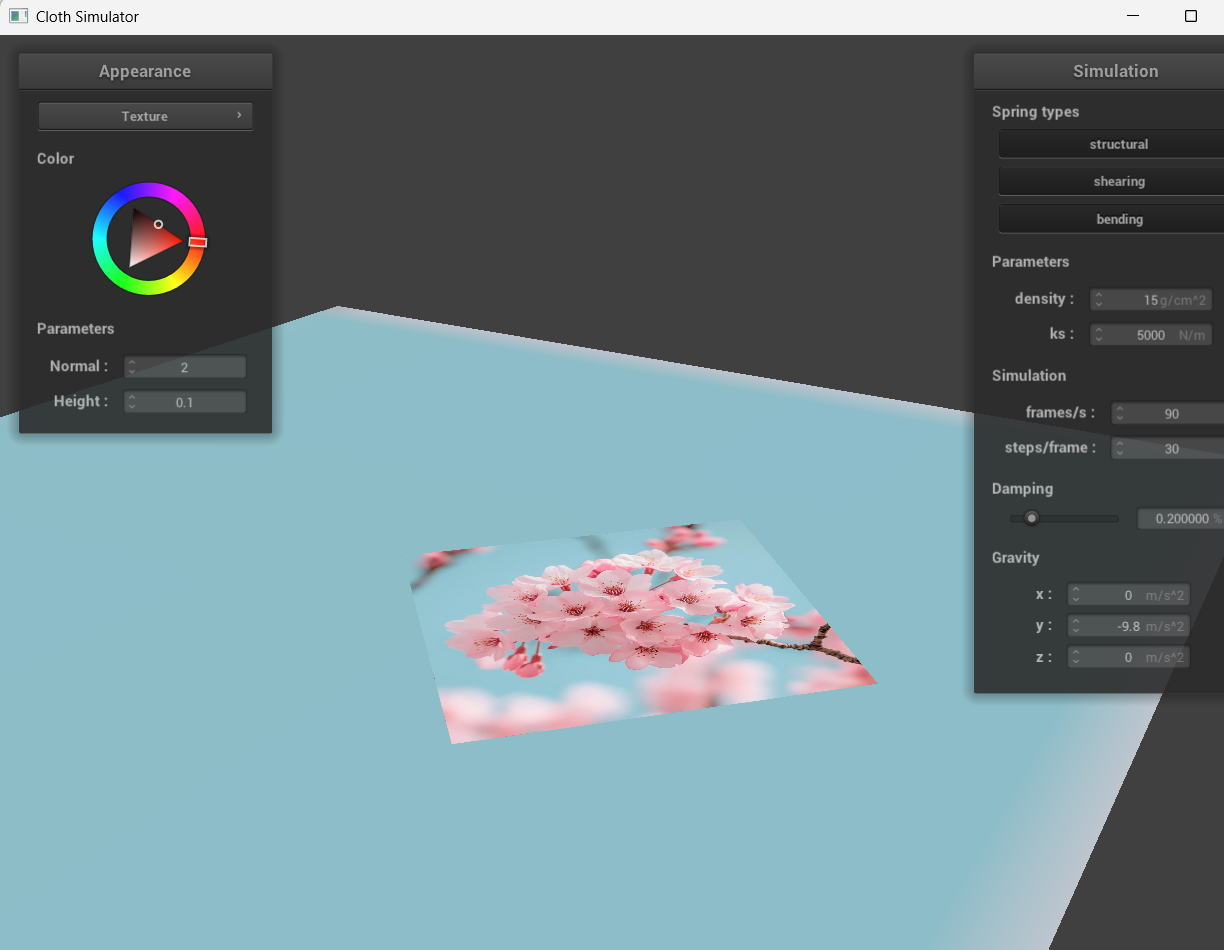 Cloth Simulator
Appearance
Texture
Color
Parameters
Normal : 2
Height : 0.1
Simulation
Spring types
structural
shearing
bending
Parameters
density : 15 g/cm^2
ks : 5000 N/m
Simulation
frames/s : 90
steps/frame : 30
Damping
0.200000 %
Gravity
x : 0 m/s^2
y : -9.8 m/s^2
z : 0 m/s^2